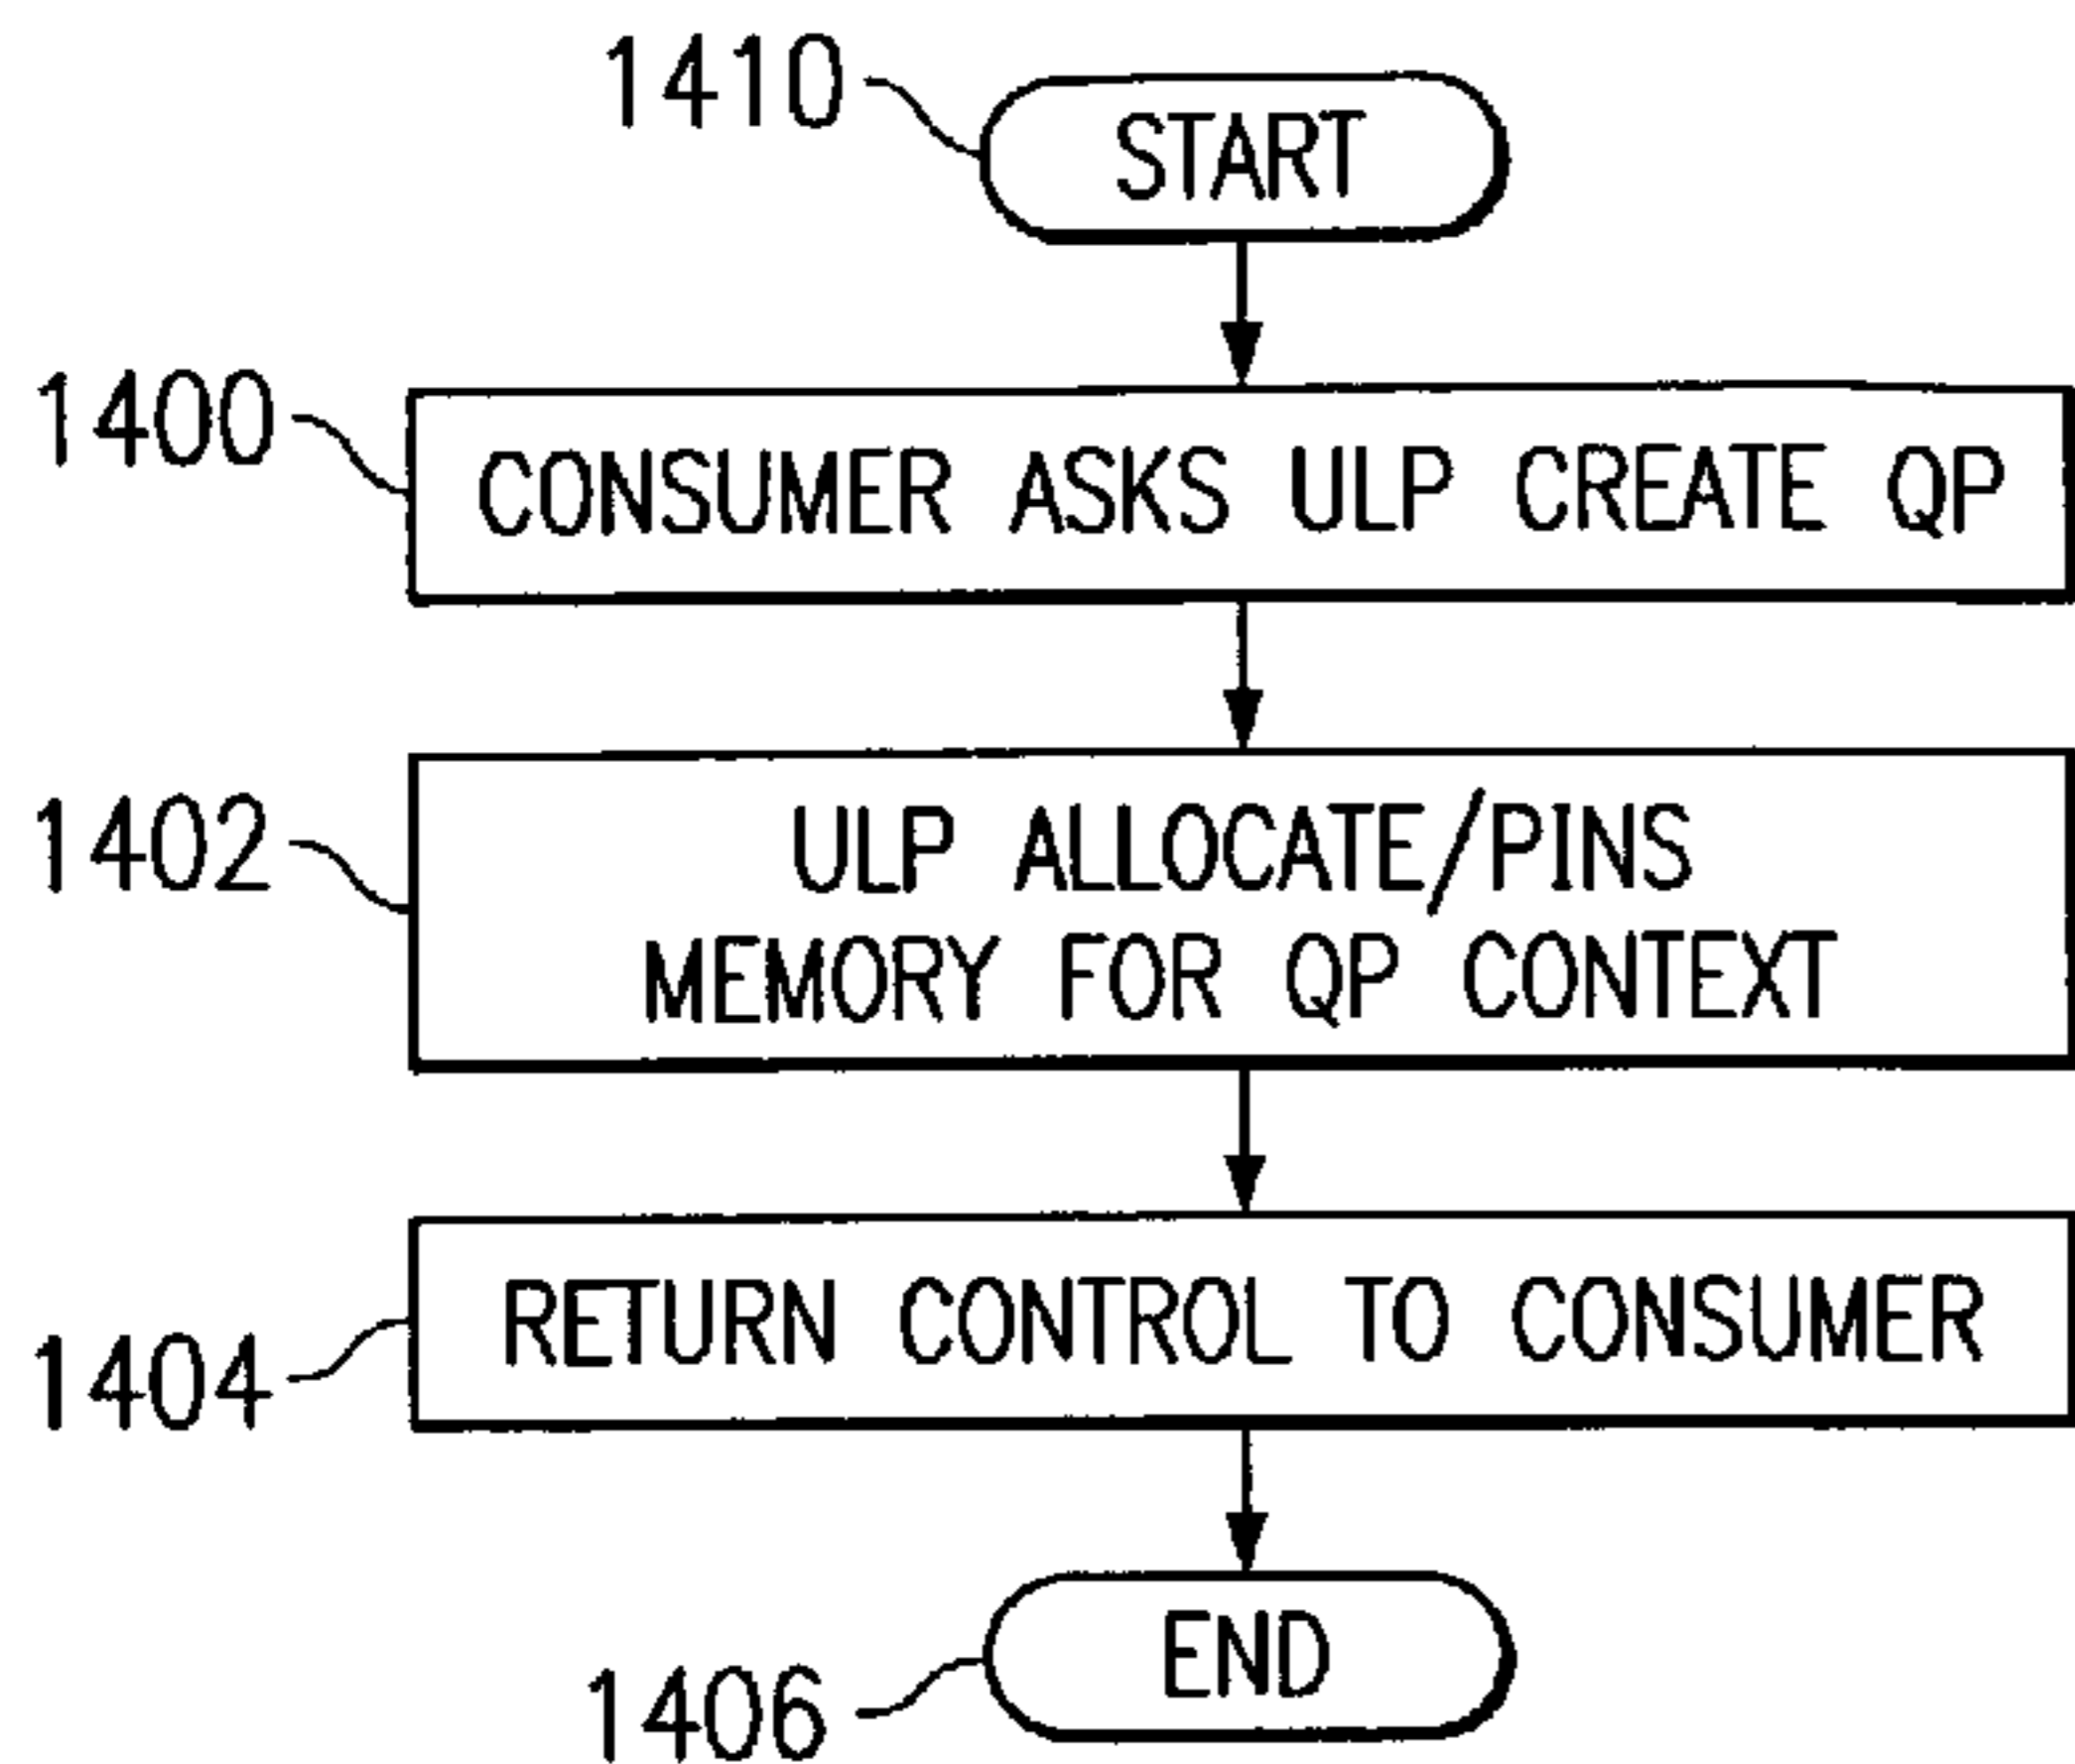 1410
START
1400
CONSUMER ASKS ULP CREATE QP
1402
ULP ALLOCATE/PINS
MEMORY FOR QP CONTEXT
RETURN CONTROL TO CONSUMER
1404
END
1406